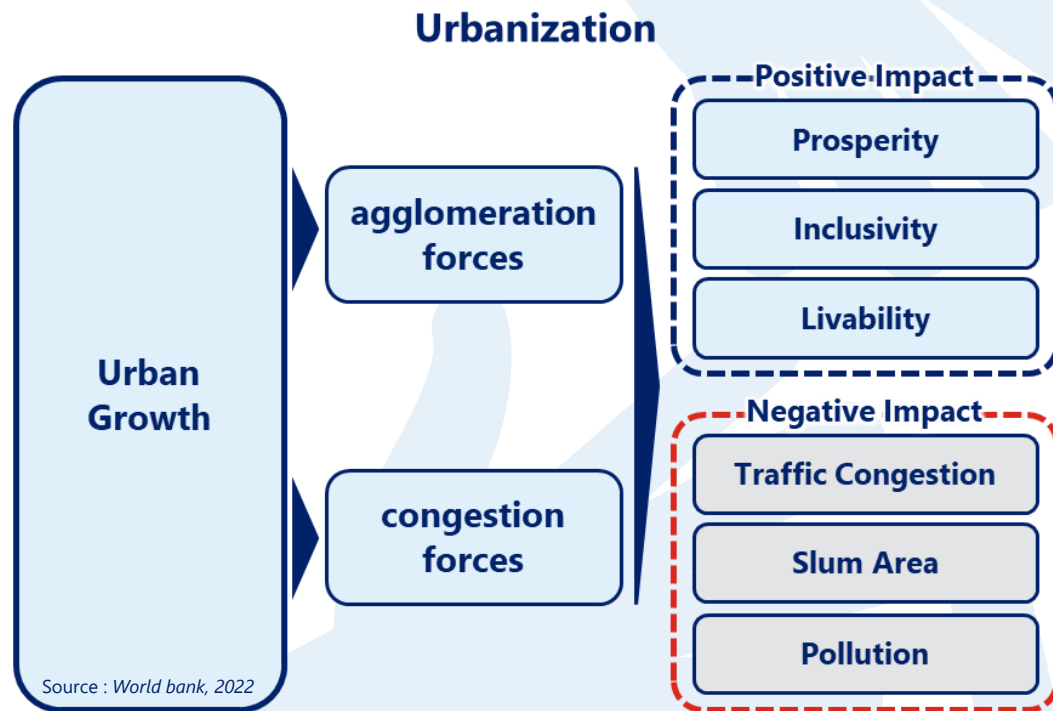 Urbanization
Urban
Growth
Source : World bank, 2022
agglomeration
forces
congestion
forces
Positive Impact
Prosperity
Inclusivity
Livability
Negative Impact
Traffic Congestion
Slum Area
Pollution